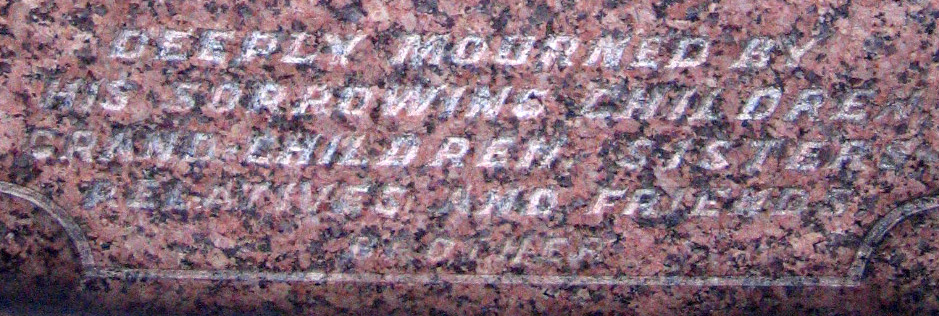 DEEPLY MOURNED BY
HIS SORROWING CHILDREN
GRAND-CHILDREN SISTERS
RELATIVES AND FRIENDS
BROTHER